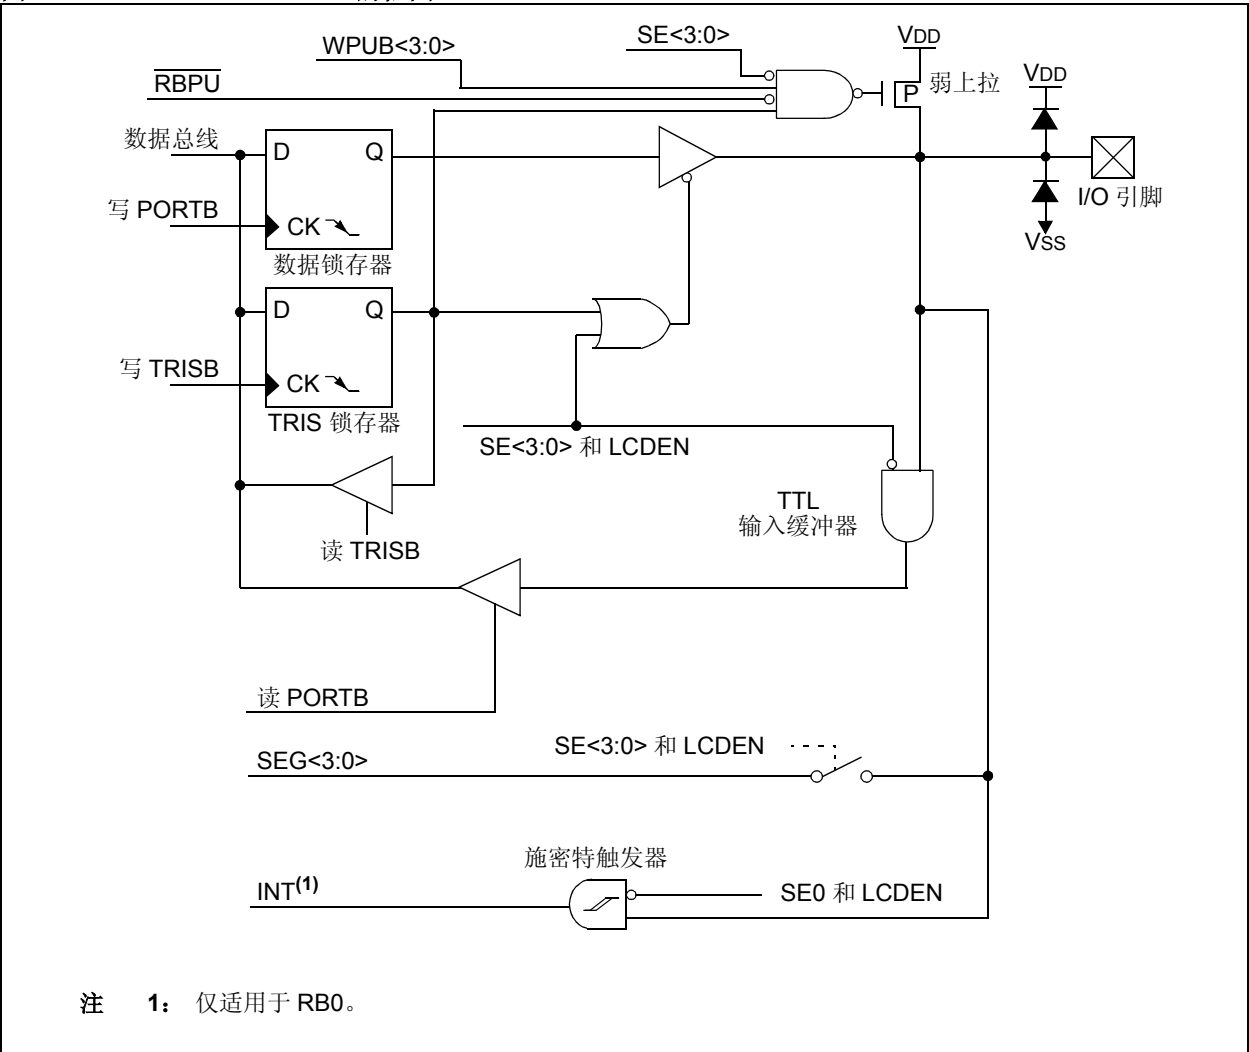 WPUB<3:0>
SE<3:0>
VDD
RBPU
P
弱上拉
VDD
数据总线
D
Q
写 PORTB
CK
数据锁存器
I/O 引脚
VSS
D
Q
写 TRISB
CK
TRIS 锁存器
SE<3:0> 和 LCDEN
TTL
输入缓冲器
读 TRISB
读 PORTB
SE<3:0> 和 LCDEN
SEG<3:0>
施密特触发器
INT(1)
SE0 和 LCDEN
注 1： 仅适用于 RB0。